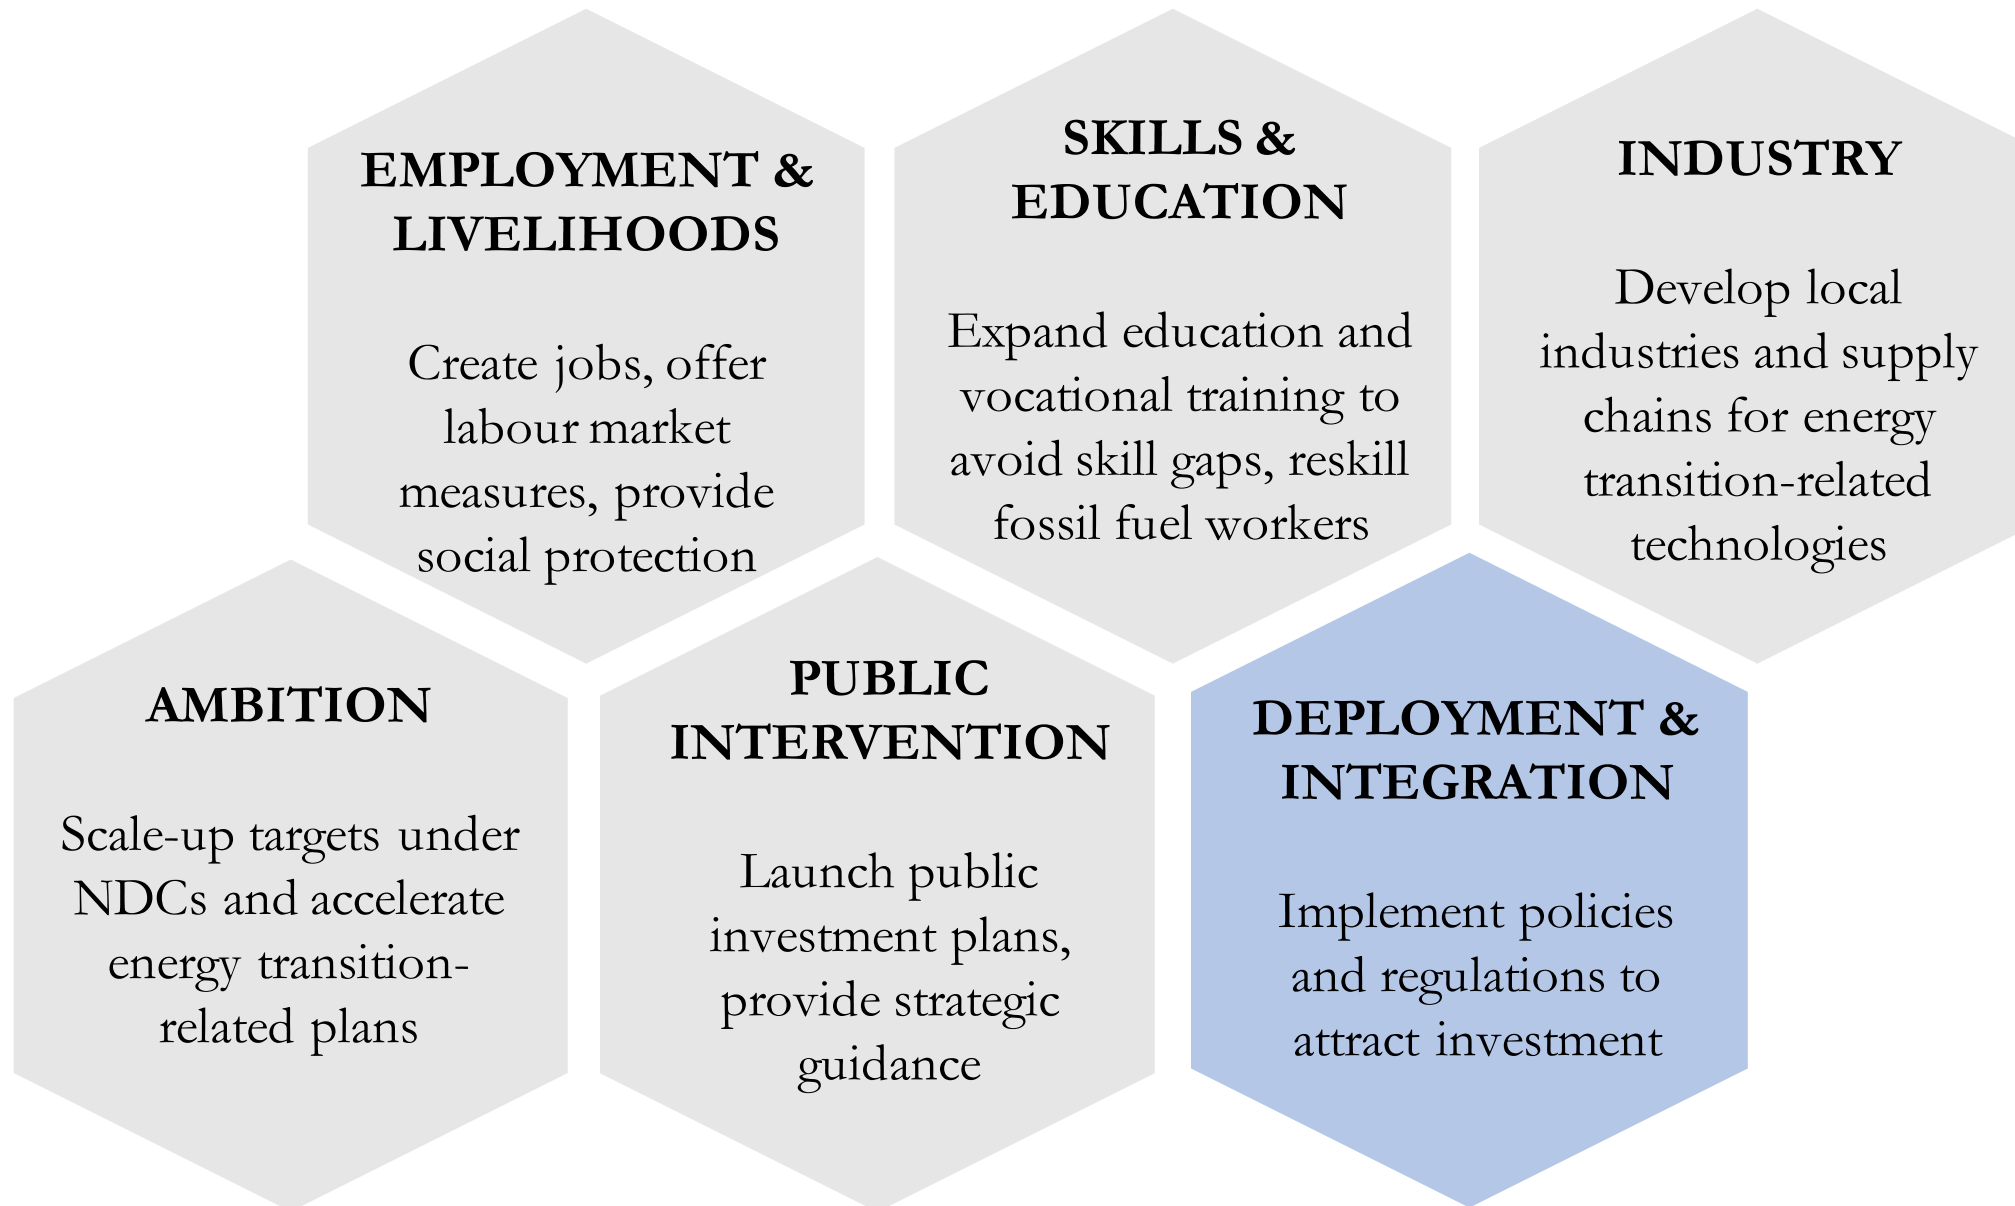 EMPLOYMENT &
LIVELIHOODS
Create jobs, offer
labour market
measures, provide
social protection
SKILLS &
EDUCATION
Expand education and
vocational training to
avoid skill gaps, reskill
fossil fuel workers
INDUSTRY
Develop local
industries and supply
chains for energy
transition-related
technologies
AMBITION
Scale-up targets under
NDCs and accelerate
energy transition-
related plans
PUBLIC
INTERVENTION
Launch public
investment plans,
provide strategic
guidance
DEPLOYMENT &
INTEGRATION
Implement policies
and regulations to
attract investment